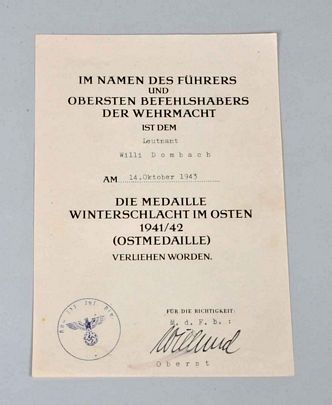 IM NAMEN DES FÜHRERS
UND
OBERSTEN BEFEHLSHABERS
DER WEHRMACHT
IST DEM
Leutnant
Willi Dombach
AM 14.Oktober 1943
DIE MEDAILLE
WINTERSCHLACHT IM OSTEN
1941/42
(OSTMEDAILLE)
VERLIEHEN WORDEN.
FÜR DIE RICHTIGKEIT:
M.d.F.b.:
Oberst